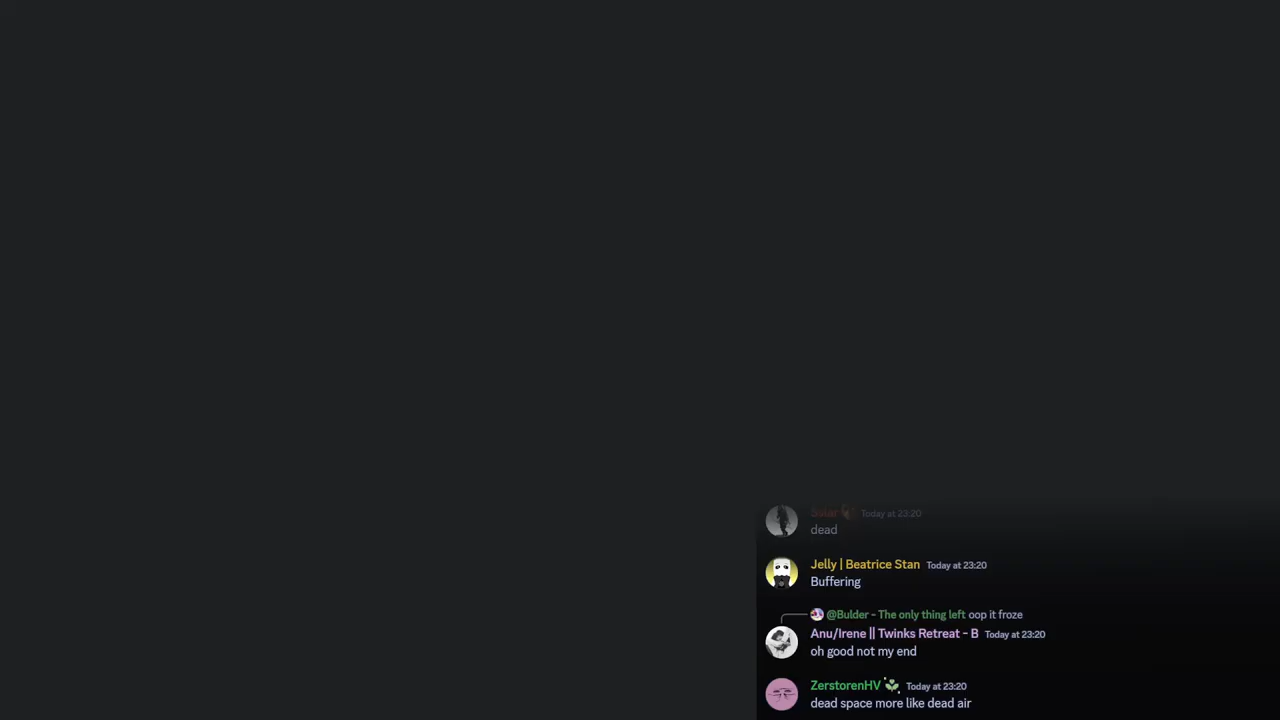 Solar Today at 23:20
dead
Jelly | Beatrice Stan Today at 23:20
Buffering
@Bulder - The only thing left oop it froze
Anu/Irene || Twinks Retreat - B Today at 23:20
oh good not my end
ZerstorenHV Today at 23:20
dead space more like dead air